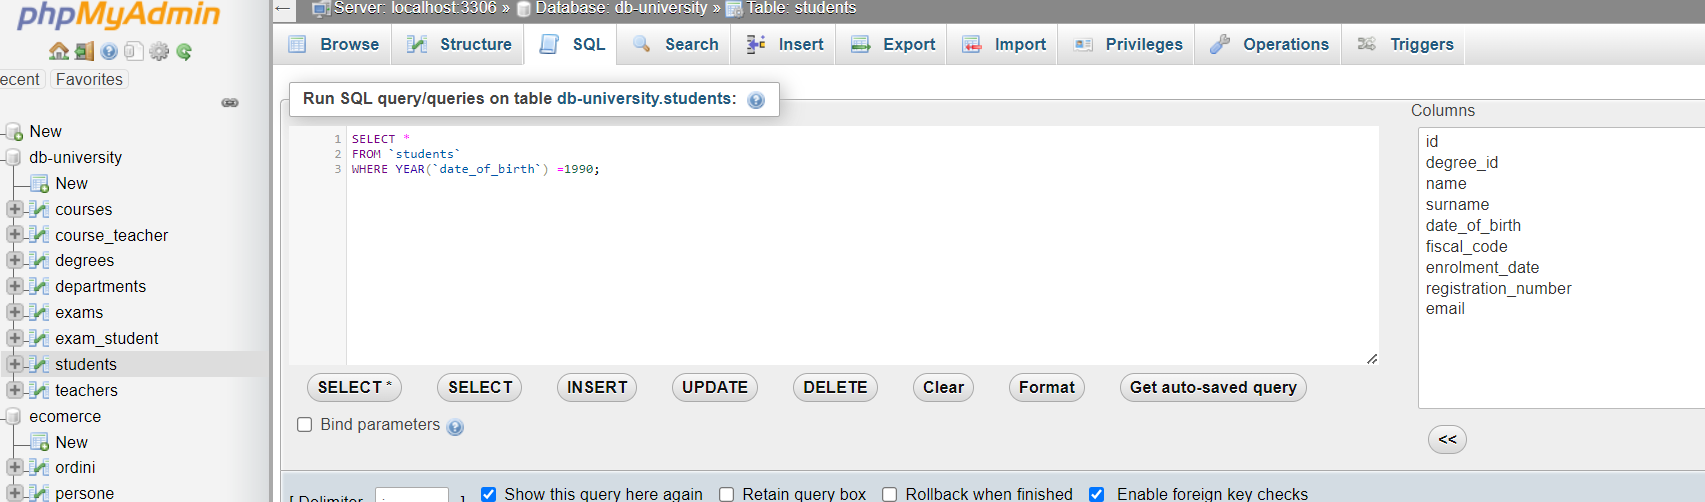 phpMyAdmin
ecent Favorites
New
db-university
New
courses
course_teacher
degrees
departments
exams
exam_student
students
teachers
ecomerce
New
ordini
persone
Server: localhost:3306 » Database: db-university » Table: students
Browse Structure SQL Search Insert Export Import Privileges Operations Triggers
Run SQL query/queries on table db-university.students:
1 SELECT *
2 FROM `students`
3 WHERE YEAR(`date_of_birth`) =1990;
Columns
id
degree_id
name
surname
date_of_birth
fiscal_code
enrolment_date
registration_number
email
SELECT * SELECT INSERT UPDATE DELETE Clear Format Get auto-saved query
<<
Bind parameters
[ Delimiter ; ] Show this query here again Retain query box Rollback when finished Enable foreign key checks